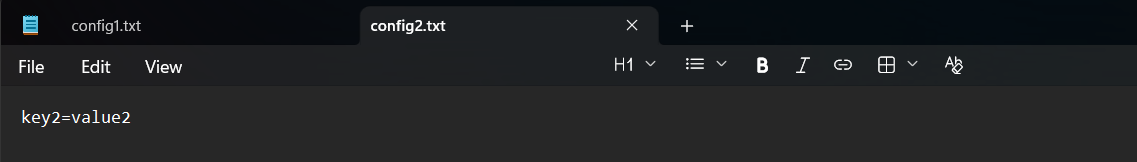 config1.txt config2.txt
File Edit View H1 B I
key2=value2